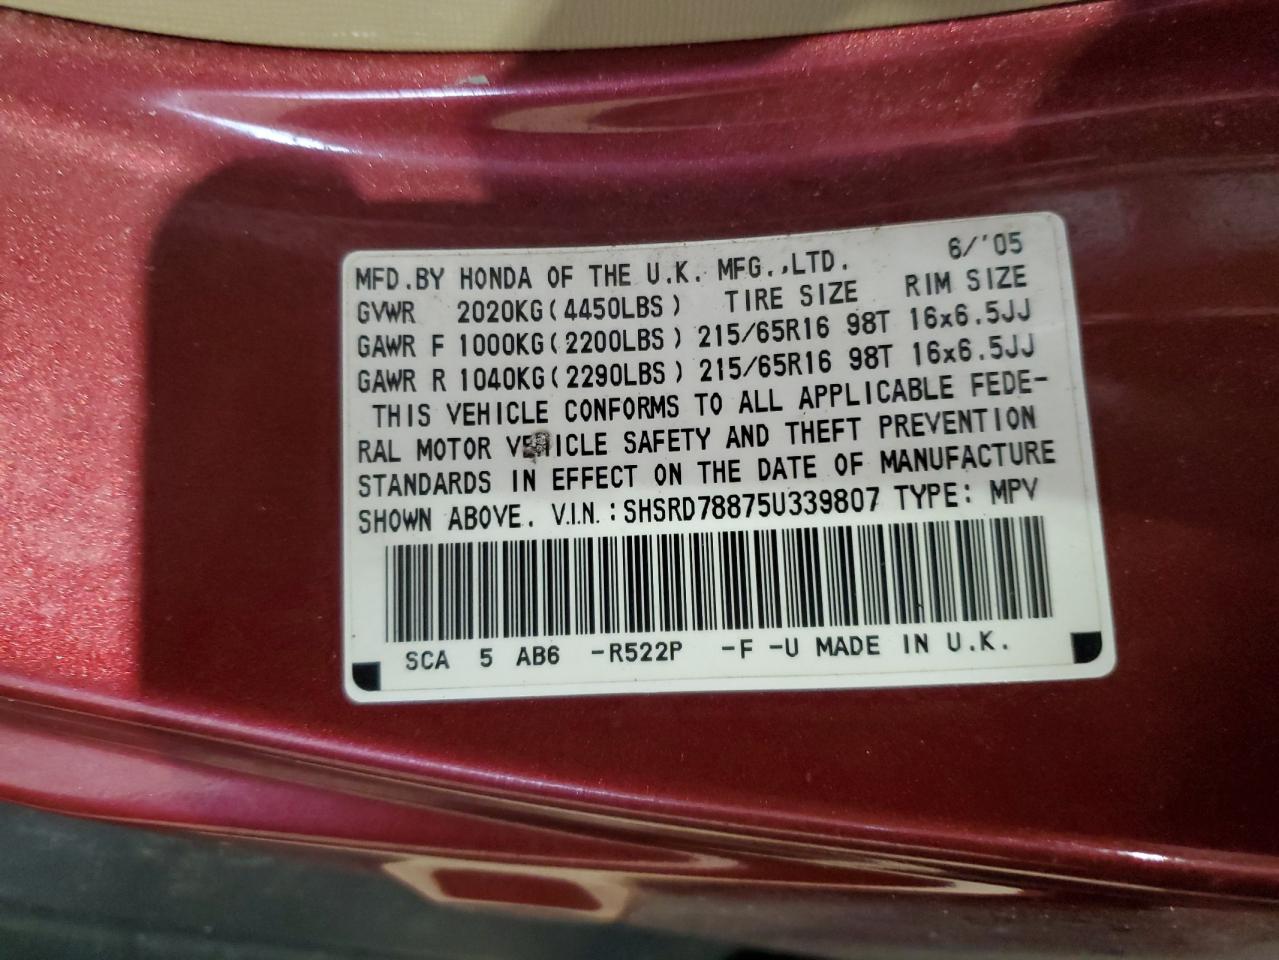 MFD.BY HONDA OF THE U.K. MFG.,LTD. 6/'05
GVWR 2020KG(4450LBS) TIRE SIZE RIM SIZE
GAWR F 1000KG(2200LBS) 215/65R16 98T 16x6.5JJ
GAWR R 1040KG(2290LBS) 215/65R16 98T 16x6.5JJ
THIS VEHICLE CONFORMS TO ALL APPLICABLE FEDE-
RAL MOTOR VEHICLE SAFETY AND THEFT PREVENTION
STANDARDS IN EFFECT ON THE DATE OF MANUFACTURE
SHOWN ABOVE. V.I.N.:SHSRD78875U339807 TYPE: MPV
SCA 5 AB6 -R522P -F -U MADE IN U.K.